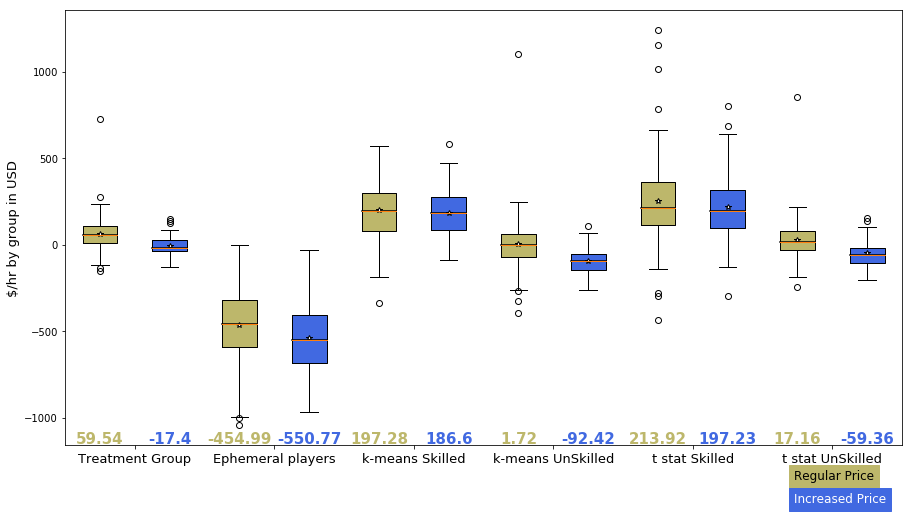 $/hr by group in USD
1000
500
0
−500
−1000
59.54 -17.4 -454.99 -550.77 197.28 186.6 1.72 -92.42 213.92 197.23 17.16 -59.36
Treatment Group Ephemeral players k-means Skilled k-means UnSkilled t stat Skilled t stat UnSkilled
Regular Price
Increased Price